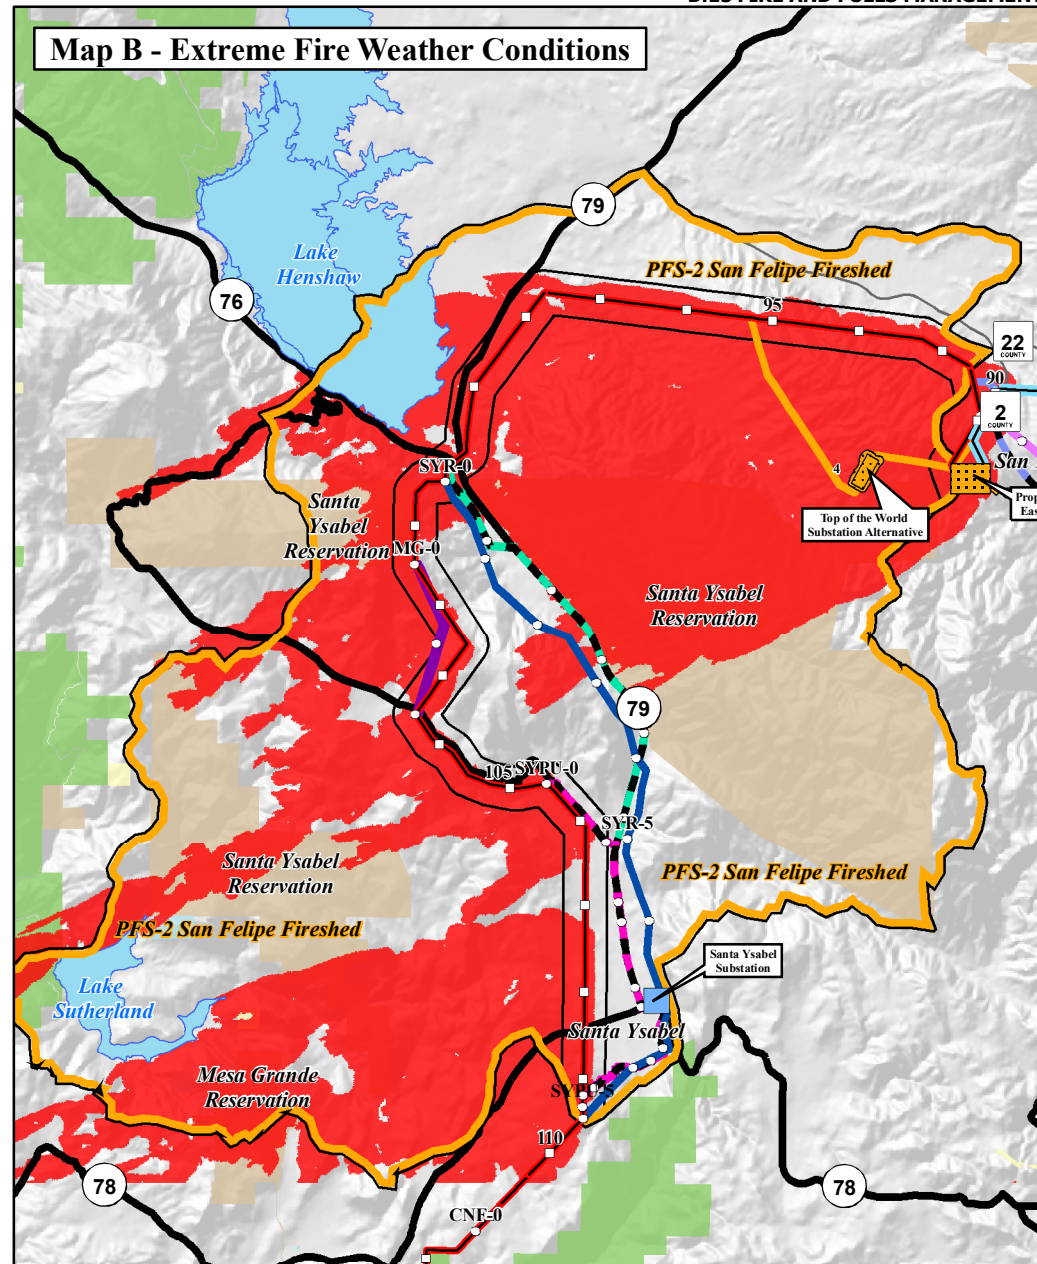 Map B - Extreme Fire Weather Conditions
79
Lake
Henshaw
PFS-2 San Felipe Fireshed
76
95
22
COUNTY
90
2
COUNTY
SYR-0
4
San
Santa
Ysabel
Reservation
Top of the World
Substation Alternative
MG-0
Santa Ysabel
Reservation
79
105
SYPU-0
SYR-5
Santa Ysabel
Reservation
PFS-2 San Felipe Fireshed
PFS-2 San Felipe Fireshed
Santa Ysabel
Substation
Lake
Sutherland
Santa Ysabel
Mesa Grande
Reservation
SYPU-5
110
78
78
CNF-0